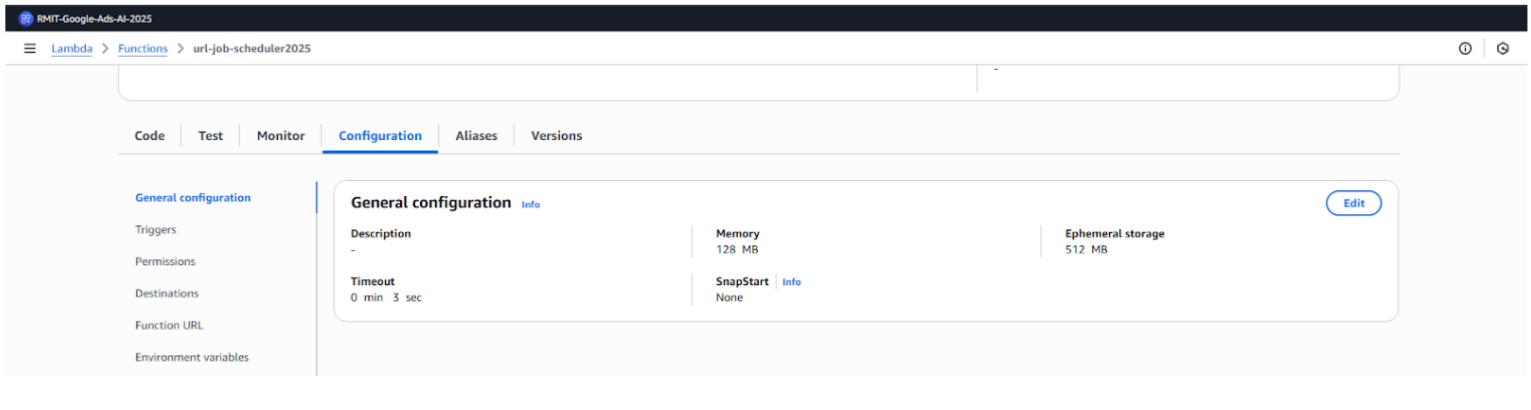 RMIT-Google-Ads-AI-2025
Lambda > Functions > url-job-scheduler2025
-
Code Test Monitor Configuration Aliases Versions
General configuration
Triggers
Permissions
Destinations
Function URL
Environment variables
General configuration Info Edit
Description Memory Ephemeral storage
- 128 MB 512 MB
Timeout SnapStart Info
0 min 3 sec None